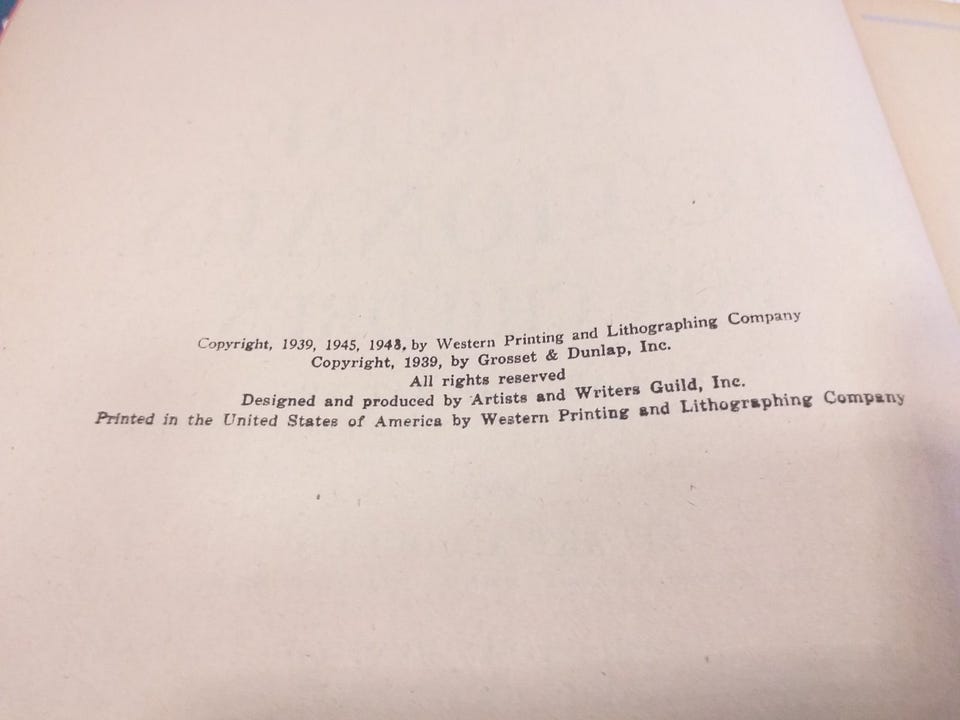 Copyright, 1939, 1945, 1948, by Western Printing and Lithographing Company
Copyright, 1939, by Grosset & Dunlap, Inc.
All rights reserved
Designed and produced by Artists and Writers Guild, Inc.
Printed in the United States of America by Western Printing and Lithographing Company